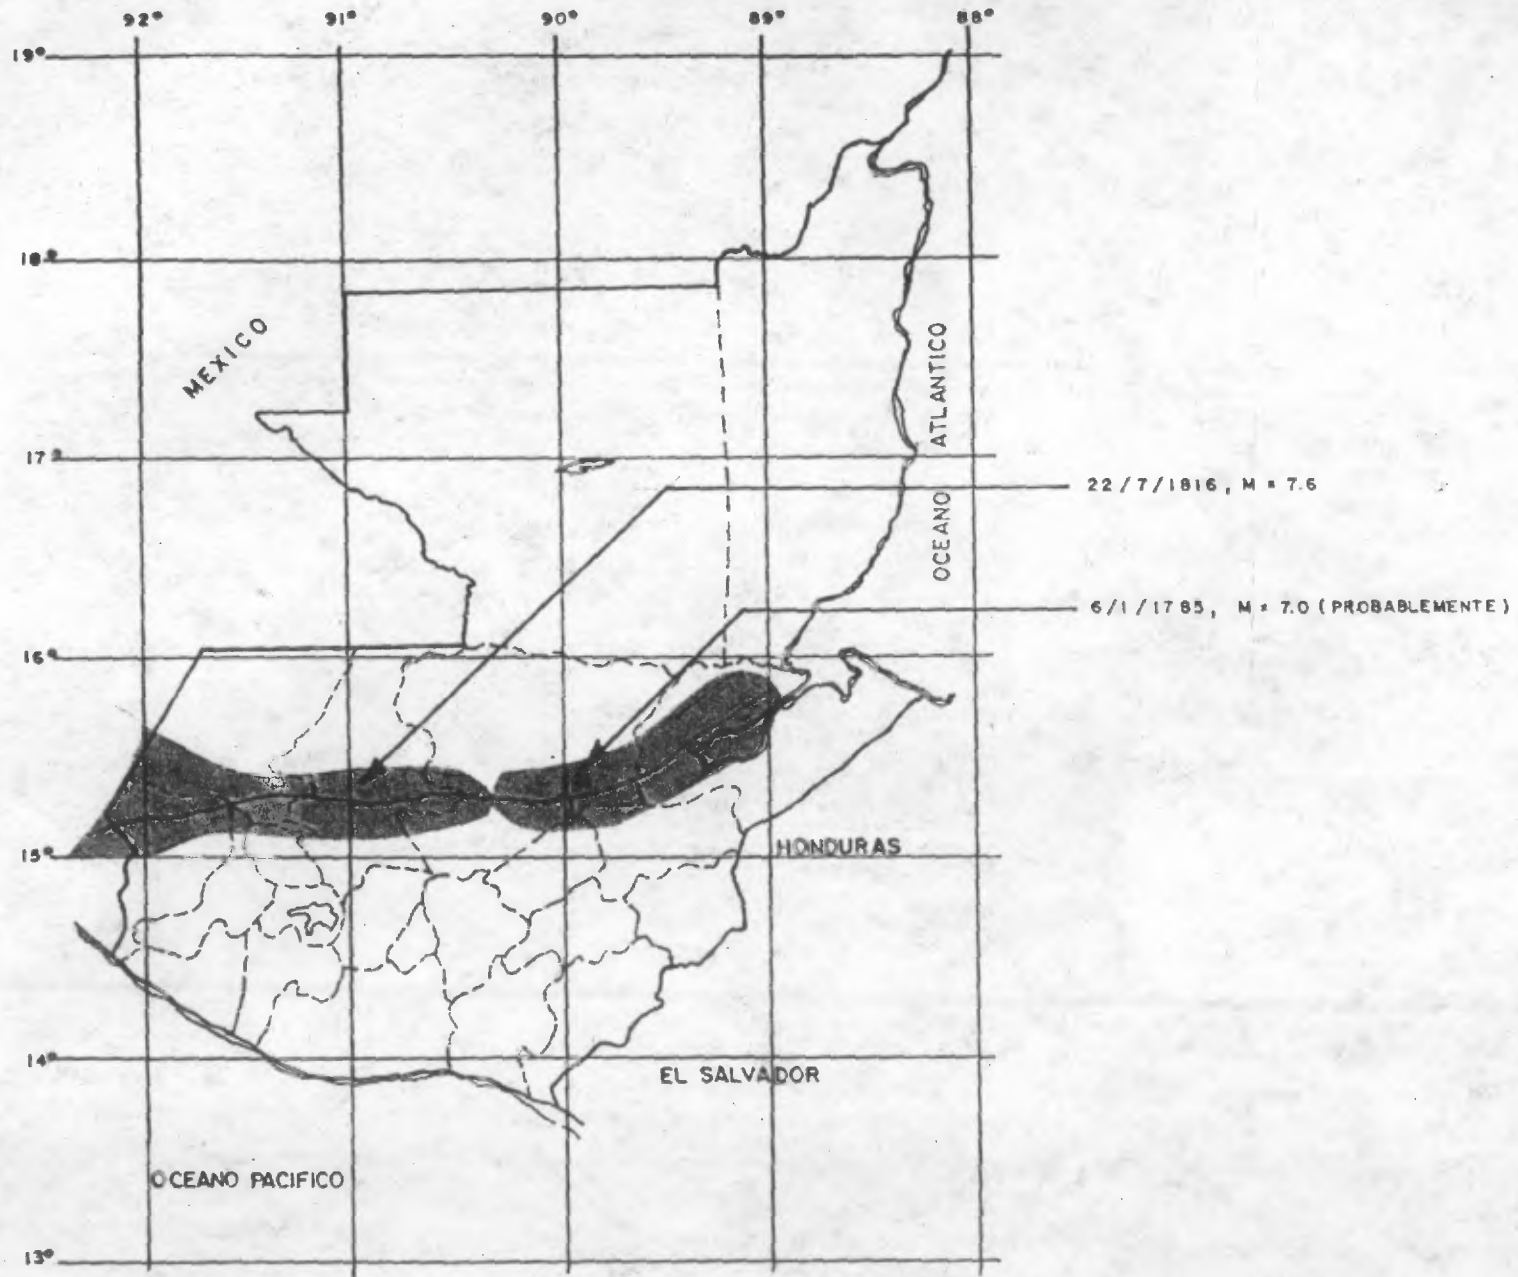 92° 91° 90° 89° 88°
19°
18°
MEXICO
OCEANO ATLANTICO
17°
22/7/1816, M = 7.6
6/1/1785, M = 7.0 (PROBABLEMENTE)
16°
15°
HONDURAS
14°
EL SALVADOR
OCEANO PACIFICO
13°